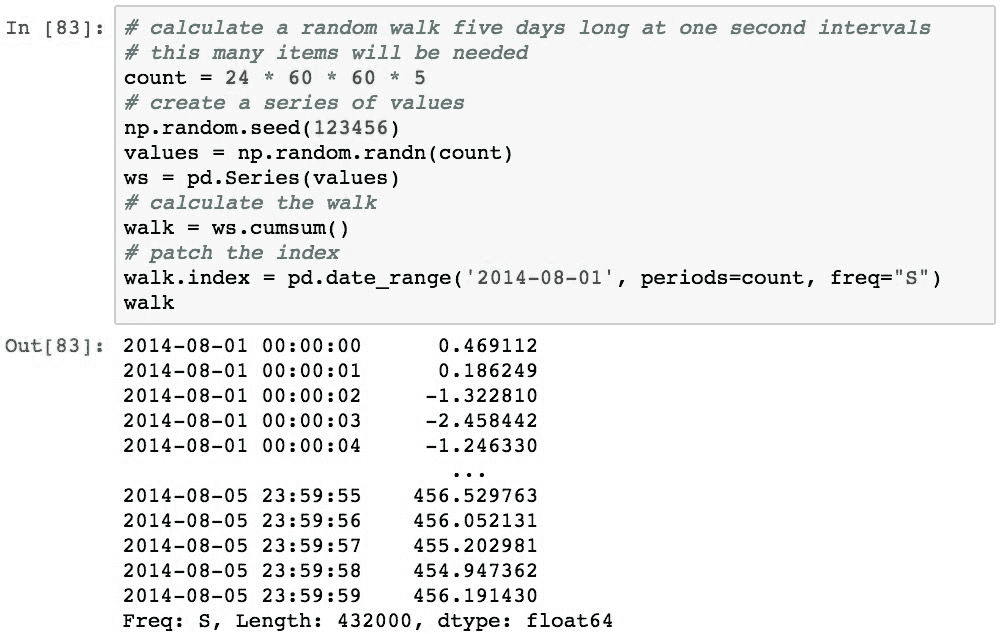 In [83]: # calculate a random walk five days long at one second intervals
# this many items will be needed
count = 24 * 60 * 60 * 5
# create a series of values
np.random.seed(123456)
values = np.random.randn(count)
ws = pd.Series(values)
# calculate the walk
walk = ws.cumsum()
# patch the index
walk.index = pd.date_range('2014-08-01', periods=count, freq="S")
walk
Out[83]: 2014-08-01 00:00:00 0.469112
2014-08-01 00:00:01 0.186249
2014-08-01 00:00:02 -1.322810
2014-08-01 00:00:03 -2.458442
2014-08-01 00:00:04 -1.246330
...
2014-08-05 23:59:55 456.529763
2014-08-05 23:59:56 456.052131
2014-08-05 23:59:57 455.202981
2014-08-05 23:59:58 454.947362
2014-08-05 23:59:59 456.191430
Freq: S, Length: 432000, dtype: float64